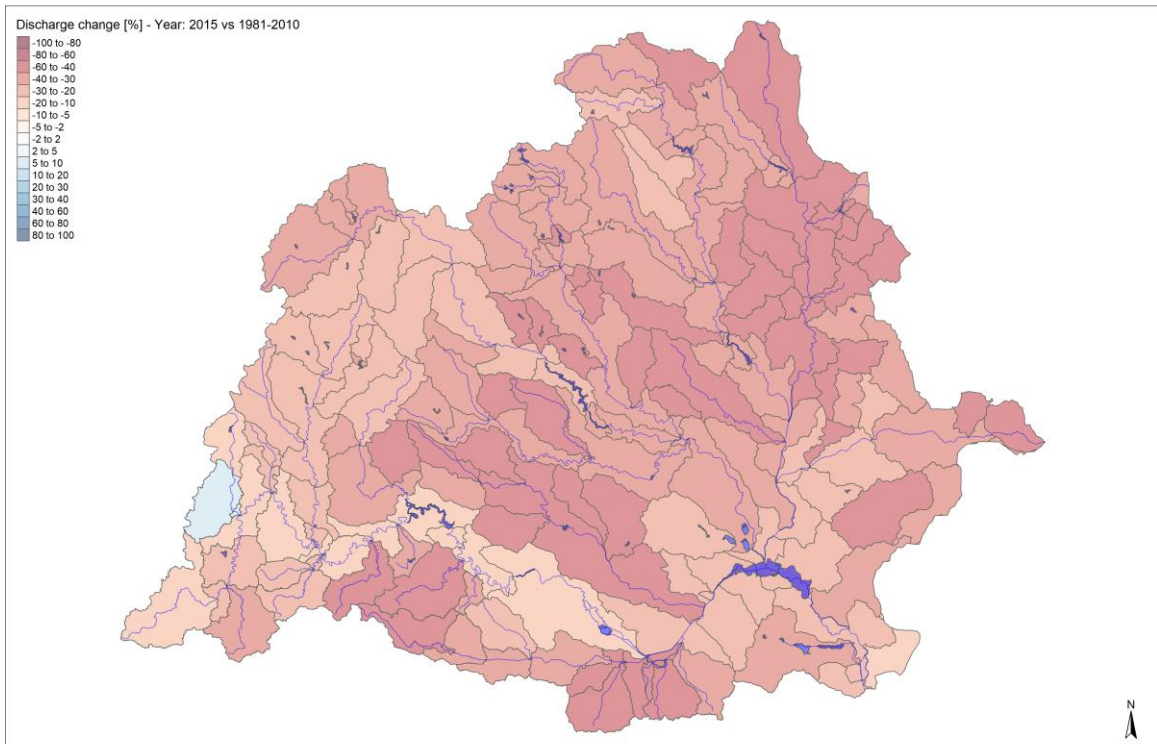 Discharge change [%] - Year: 2015 vs 1981-2010
-100 to -80
-80 to -60
-60 to -40
-40 to -30
-30 to -20
-20 to -10
-10 to -5
-5 to -2
-2 to 2
2 to 5
5 to 10
10 to 20
20 to 30
30 to 40
40 to 60
60 to 80
80 to 100
N